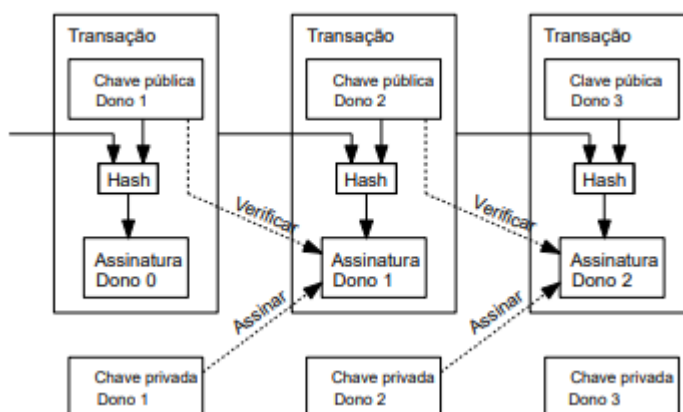 Transação
Chave pública
Dono 1
Hash
Assinatura
Dono 0
Transação
Chave pública
Dono 2
Hash
Verificar
Assinatura
Dono 1
Assinar
Transação
Clave púbica
Dono 3
Hash
Verificar
Assinatura
Dono 2
Assinar
Chave privada
Dono 1
Chave privada
Dono 2
Chave privada
Dono 3